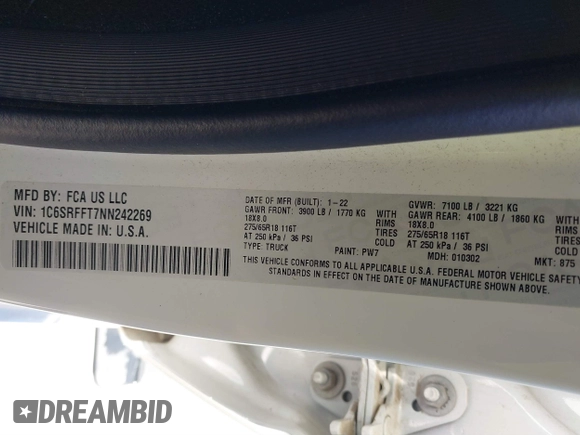 MFD BY: FCA US LLC
VIN: 1C6SRFFT7NN242269
VEHICLE MADE IN: U.S.A.
DATE OF MFR (BUILT): 1-22
GAWR FRONT: 3900 LB / 1770 KG
18X8.0 RIMS
275/65R18 116T TIRES
AT 250 kPa / 36 PSI COLD
TYPE: TRUCK
PAINT: PW7
GVWR: 7100 LB / 3221 KG
GAWR REAR: 4100 LB / 1860 KG
18X8.0 RIMS
275/65R18 116T TIRES
AT 250 kPa / 36 PSI
MDH: 010302
MKT: 875
THIS VEHICLE CONFORMS TO ALL APPLICABLE U.S.A. FEDERAL MOTOR VEHICLE SAFETY
STANDARDS IN EFFECT ON THE DATE OF MANUFACTURE SHOWN ABOVE.
DREAMBID